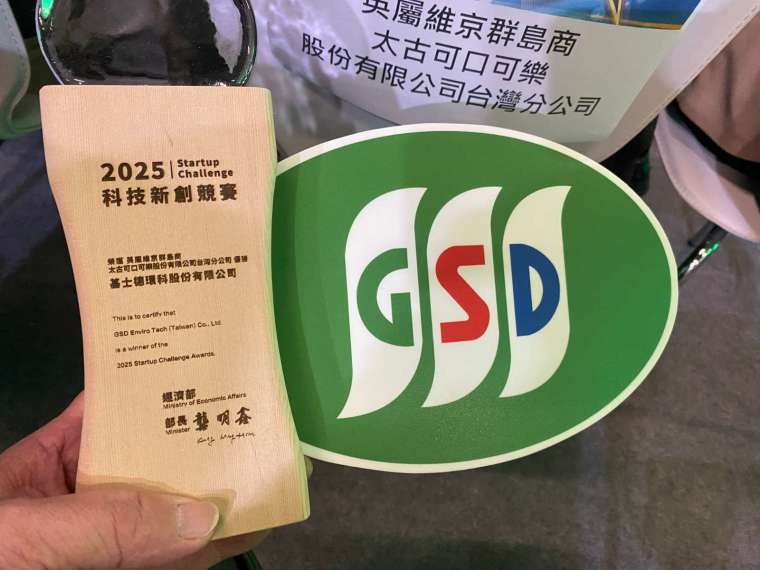 英屬維京群島商
太古可口可樂
股份有限公司台灣分公司
2025 | Startup Challenge
科技新創競賽
榮獲 英屬維京群島商
太古可口可樂股份有限公司台灣分公司 優勝
基士德環科股份有限公司
This is to certify that
GSD Enviro Tech (Taiwan) Co., Ltd.
is a winner of the
2025 Startup Challenge Awards.
經濟部
Ministry of Economic Affairs
部長 龔明鑫
Minister
GSD